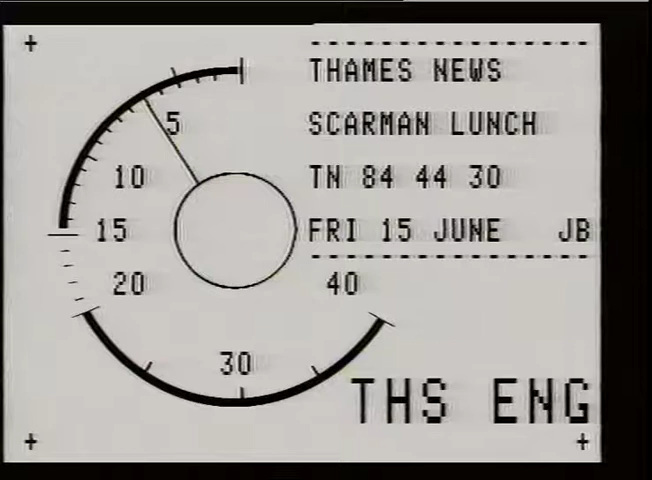 THAMES NEWS
SCARMAN LUNCH
TN 84 44 30
FRI 15 JUNE JB
5
10
15
20
30
40
THS ENG